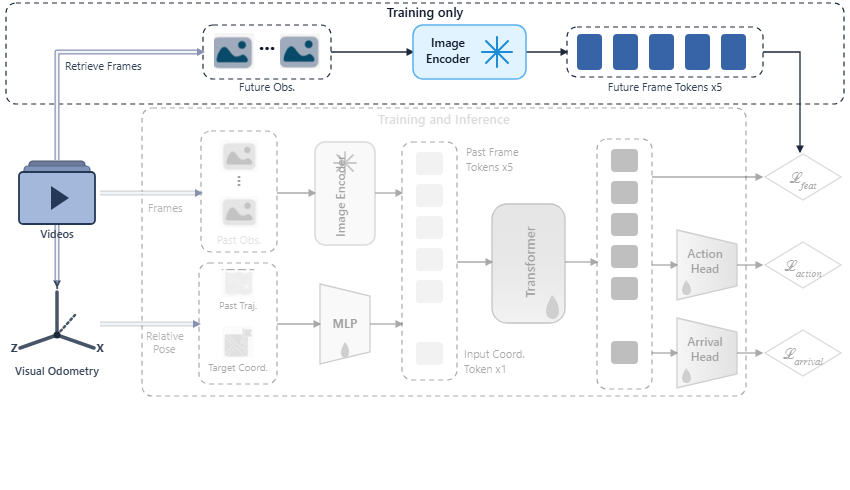 Training only
Retrieve Frames
Image
Encoder
Future Obs.
Future Frame Tokens x5
Training and Inference
Videos
Frames
Past Obs.
Image Encoder
Past Frame
Tokens x5
Transformer
ℒfeat
Action
Head
ℒaction
Z
X
Visual Odometry
Relative
Pose
Past Traj.
Target Coord.
MLP
Input Coord.
Token x1
Arrival
Head
ℒarrival